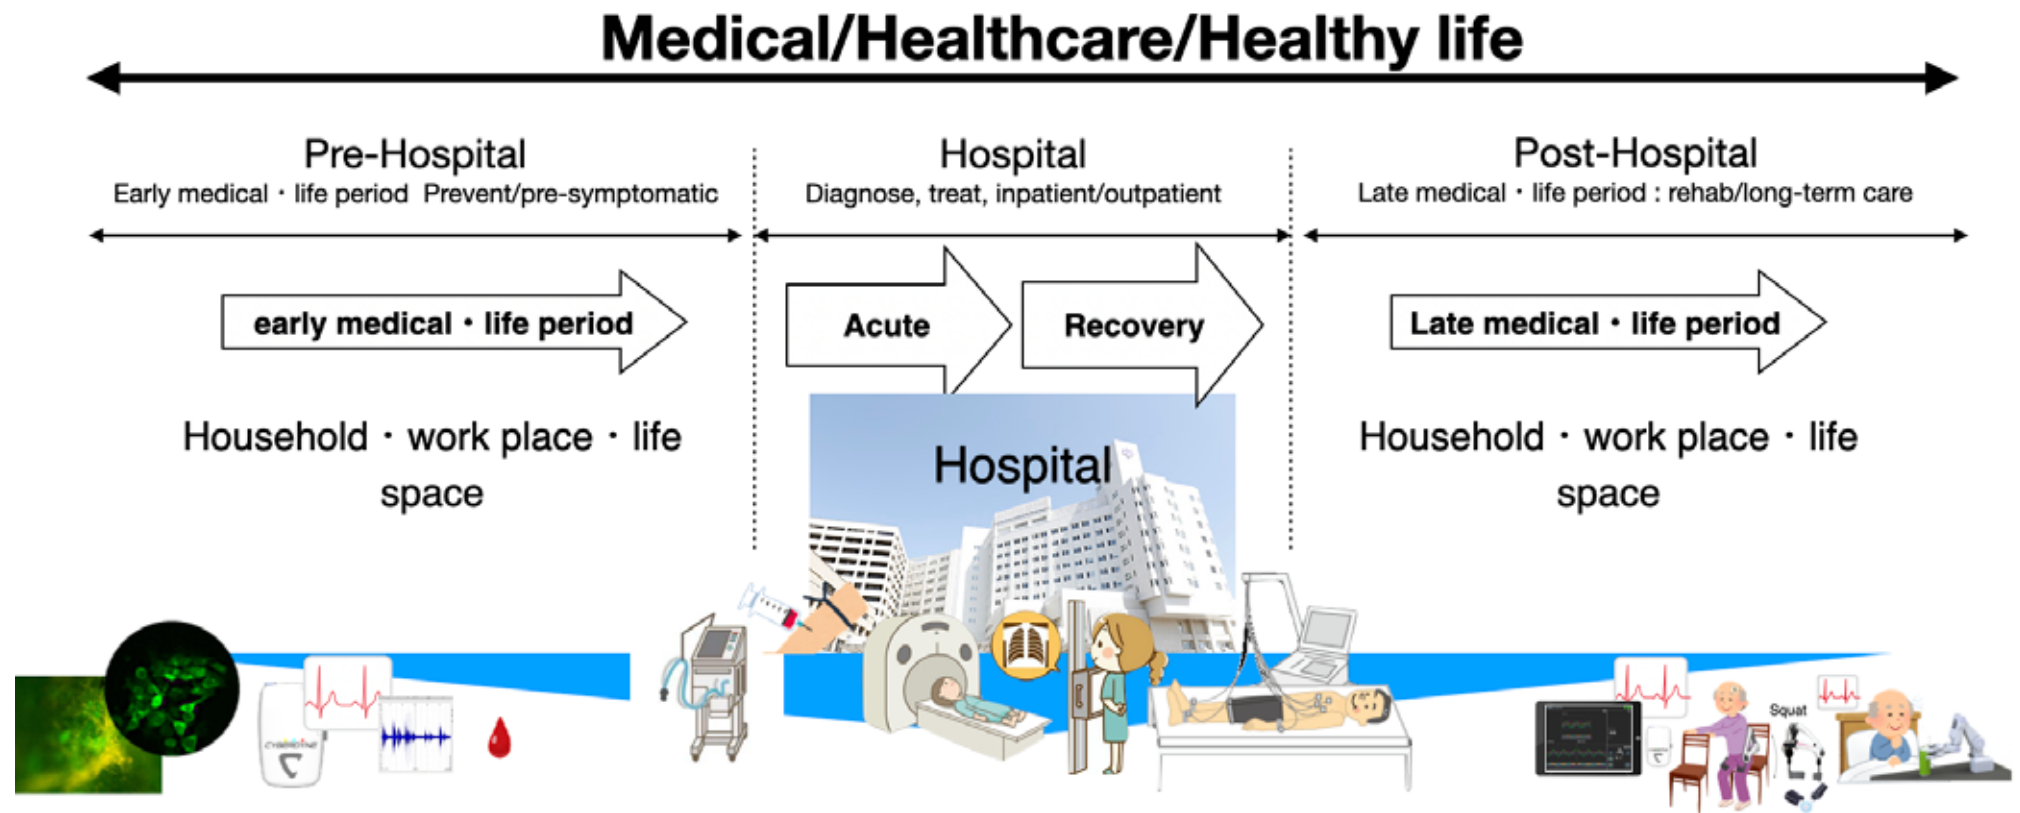 Medical/Healthcare/Healthy life
Pre-Hospital
Early medical・life period Prevent/pre-symptomatic
Hospital
Diagnose, treat, inpatient/outpatient
Post-Hospital
Late medical・life period : rehab/long-term care
early medical・life period
Acute
Recovery
Late medical・life period
Household・work place・life
space
Hospital
Household・work place・life
space
CYBERDYNE
Squat